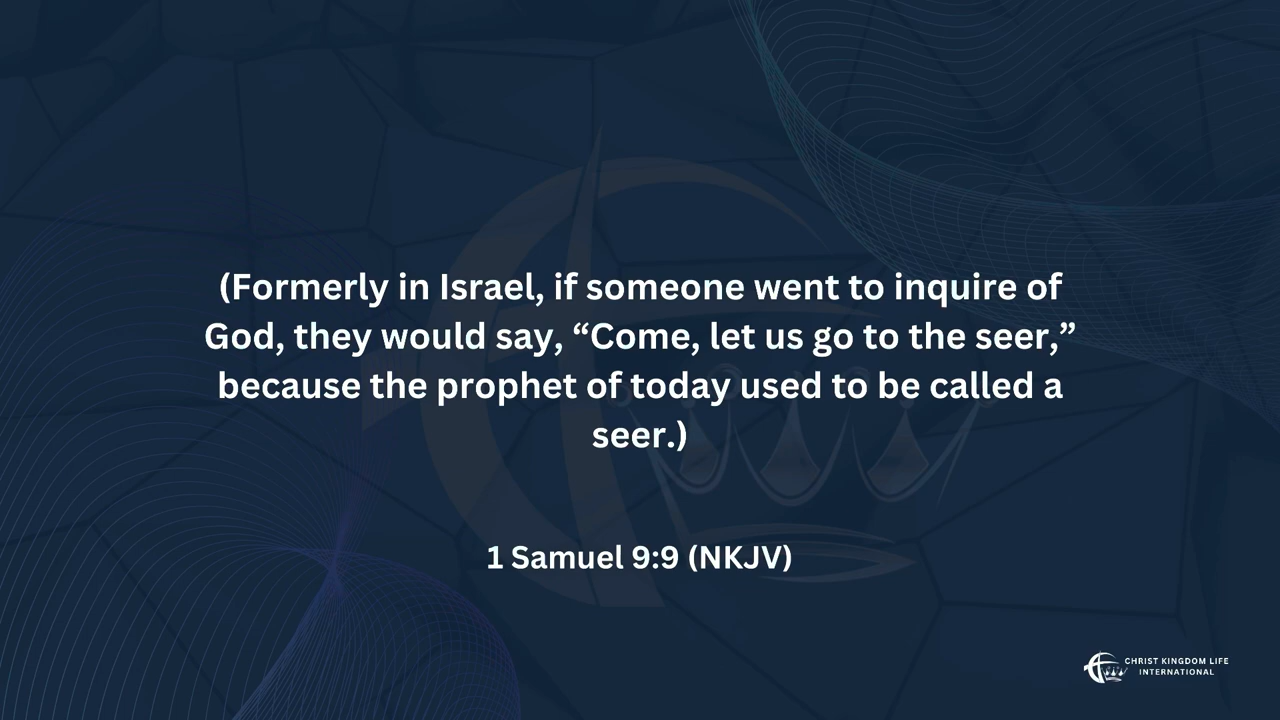 (Formerly in Israel, if someone went to inquire of
God, they would say, “Come, let us go to the seer,”
because the prophet of today used to be called a
seer.)
1 Samuel 9:9 (NKJV)
CHRIST KINGDOM LIFE
INTERNATIONAL